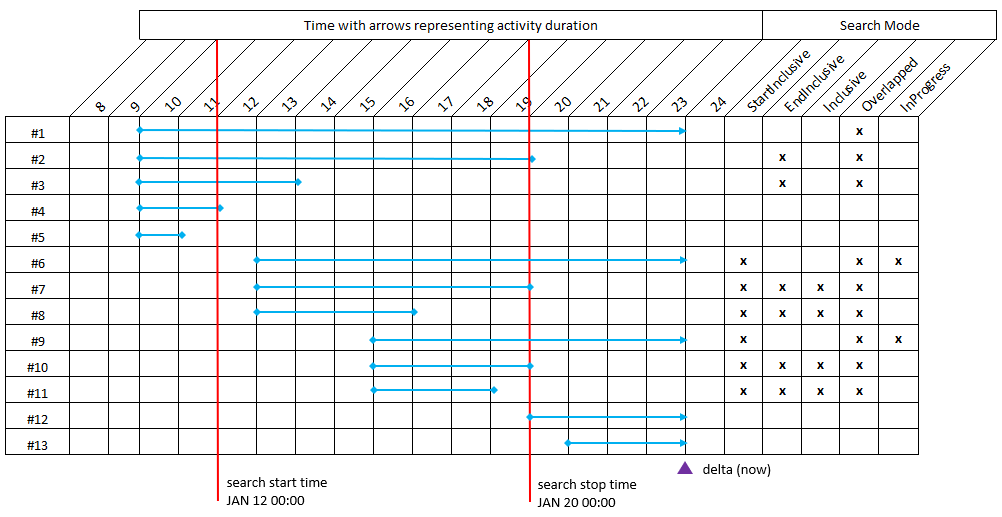 Time with arrows representing activity duration Search Mode
8 9 10 11 12 13 14 15 16 17 18 19 20 21 22 23 24 StartInclusive EndInclusive Inclusive Overlapped InProgress
#1 x
#2 x x
#3 x x
#4
#5
#6 x x x
#7 x x x x
#8 x x x x
#9 x x x
#10 x x x x
#11 x x x x
#12
#13
delta (now)
search start time
JAN 12 00:00
search stop time
JAN 20 00:00